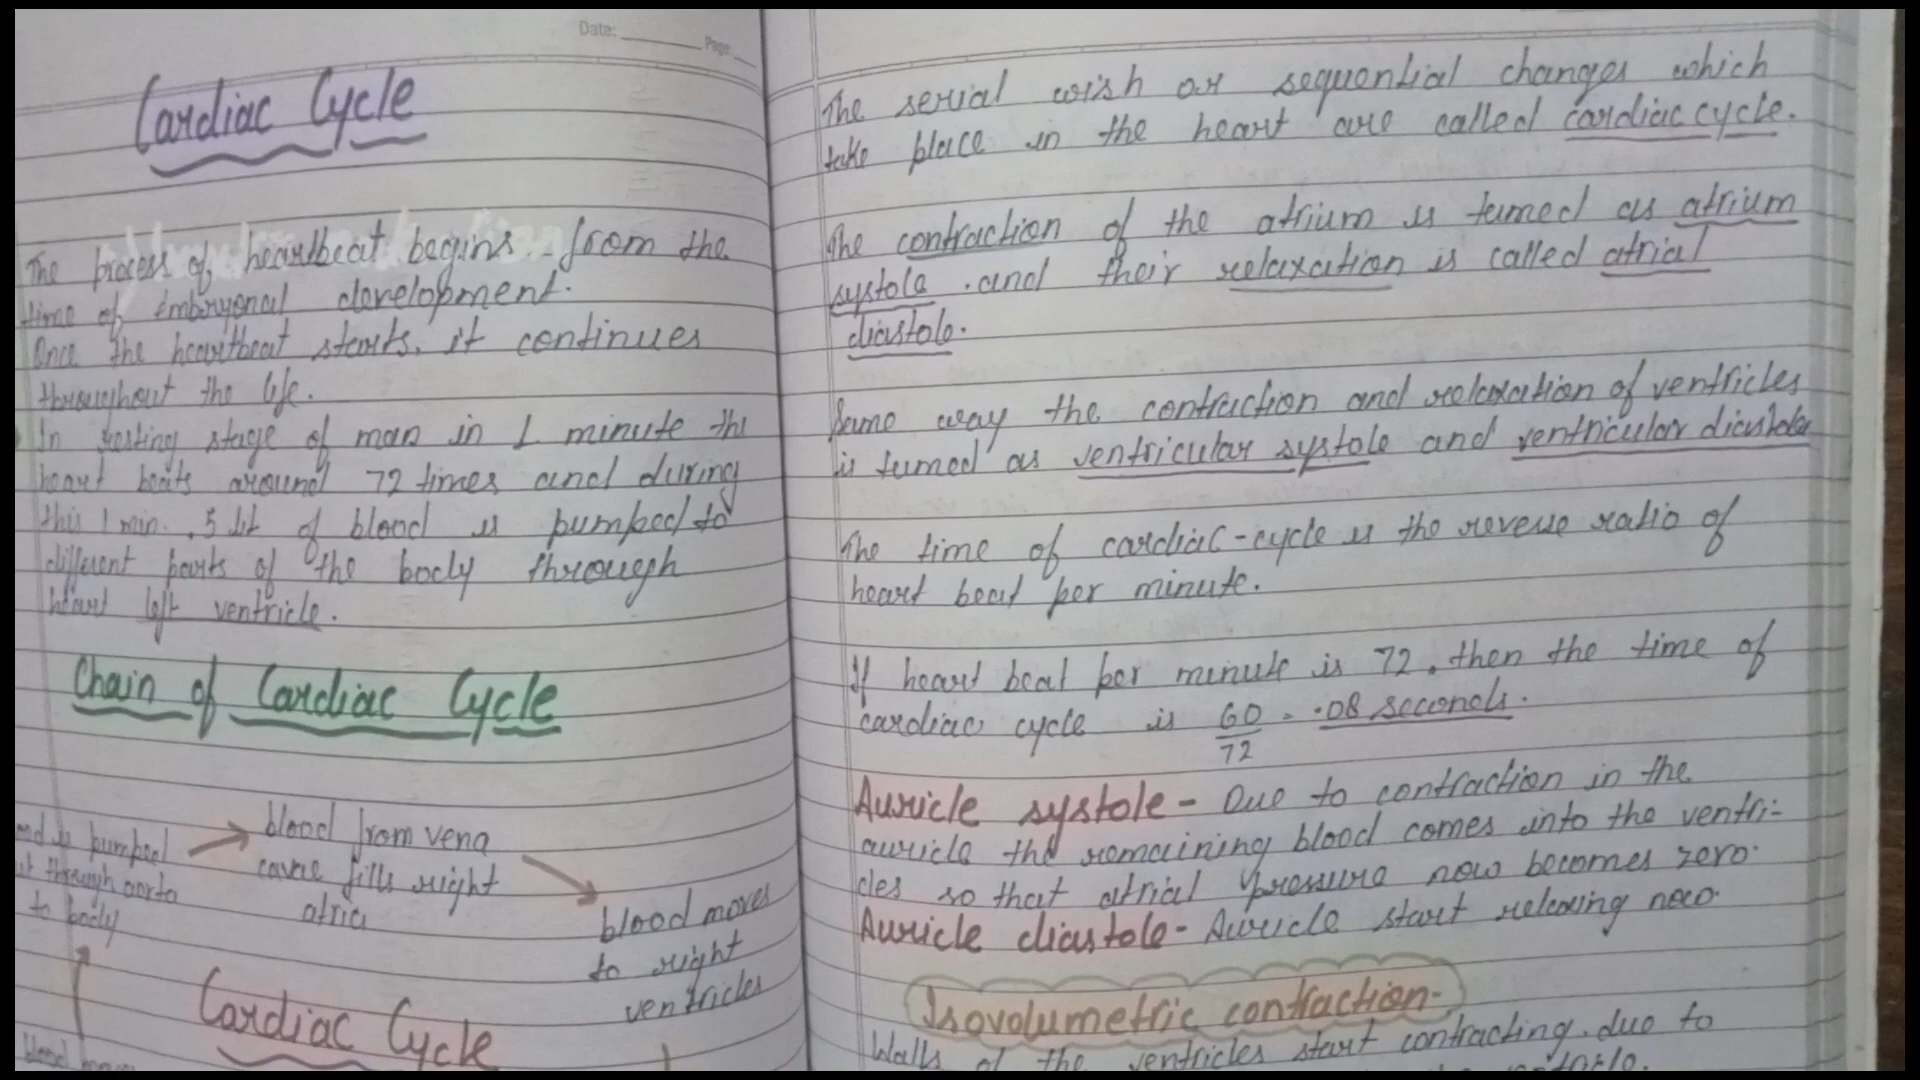 Date: Page:
Cardiac Cycle
The process of heartbeat begins from the
time of embryonal development.
Once the heartbeat starts, it continues
throughout the life.
In resting stage of man in 1 minute the
heart beats around 72 times and during
this 1 min. , 5 lit of blood is pumped to
different parts of the body through
heart left ventricle.
Chain of Cardiac Cycle
is pumped
through aorta
to body
blood from vena
cavae fills right
atria
blood moves
to right
ventricles
Cardiac Cycle
The serial wish or sequential changes which
take place in the heart are called cardiac cycle.
The contraction of the atrium is termed as atrium
systole . and their relaxation is called atrial
diastole.
Same way the contraction and relaxation of ventricles
is termed as ventricular systole and ventricular diastole
The time of cardiac-cycle is the reverse ratio of
heart beat per minute.
If heart beat per minute is 72, then the time of
cardiac cycle is 60/72 = .08 seconds.
Auricle systole - Due to contraction in the
auricle the remaining blood comes into the ventri-
cles so that atrial pressure now becomes zero.
Auricle diastole - Auricle start relaxing now.
Isovolumetric contraction-
Walls of the ventricles start contracting. due to